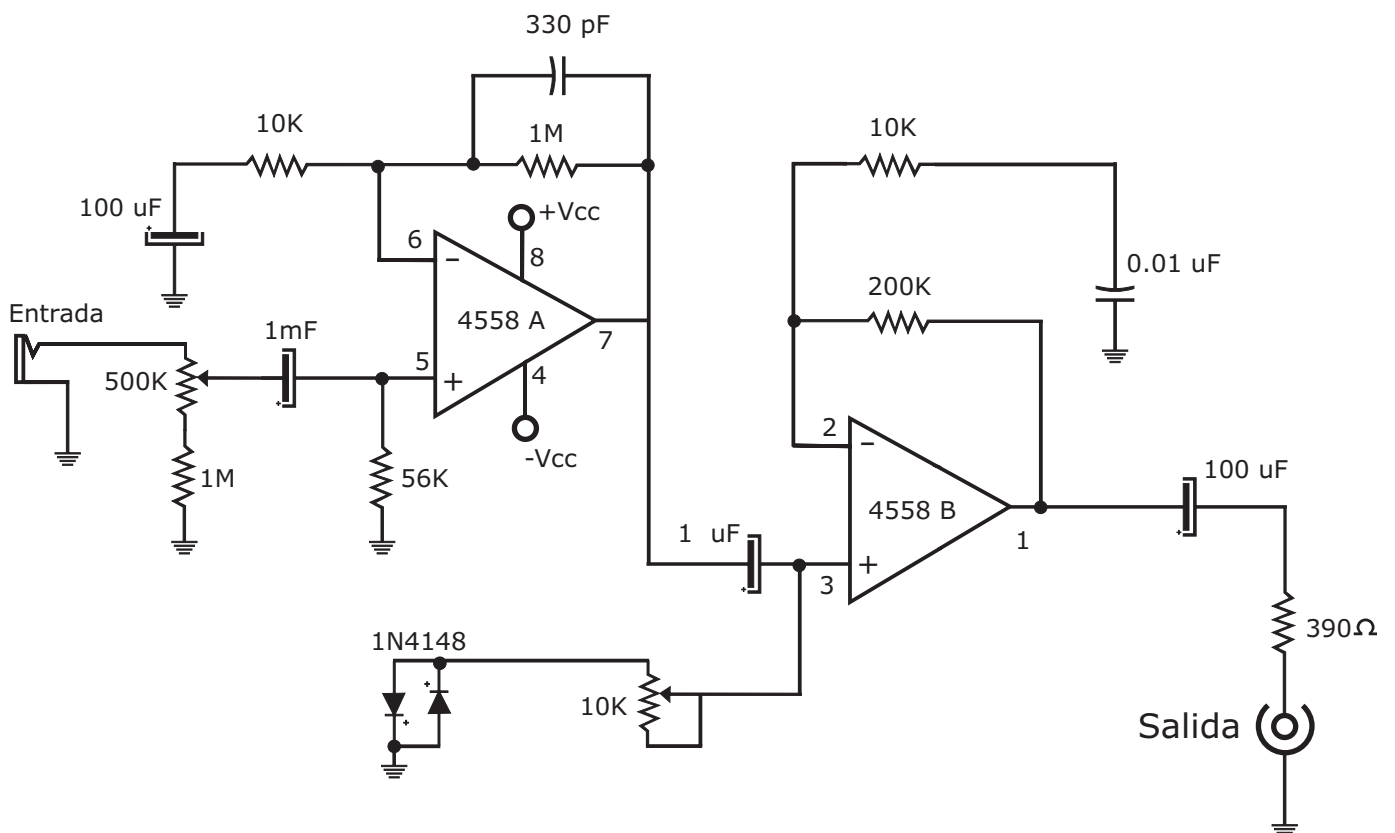 330 pF
10K
1M
10K
100 uF
+Vcc
6
8
-
4558 A
7
0.01 uF
200K
Entrada
1mF
500K
5
+
4
-Vcc
1M
56K
2
-
100 uF
4558 B
1
1 uF
3
+
390Ω
1N4148
10K
Salida